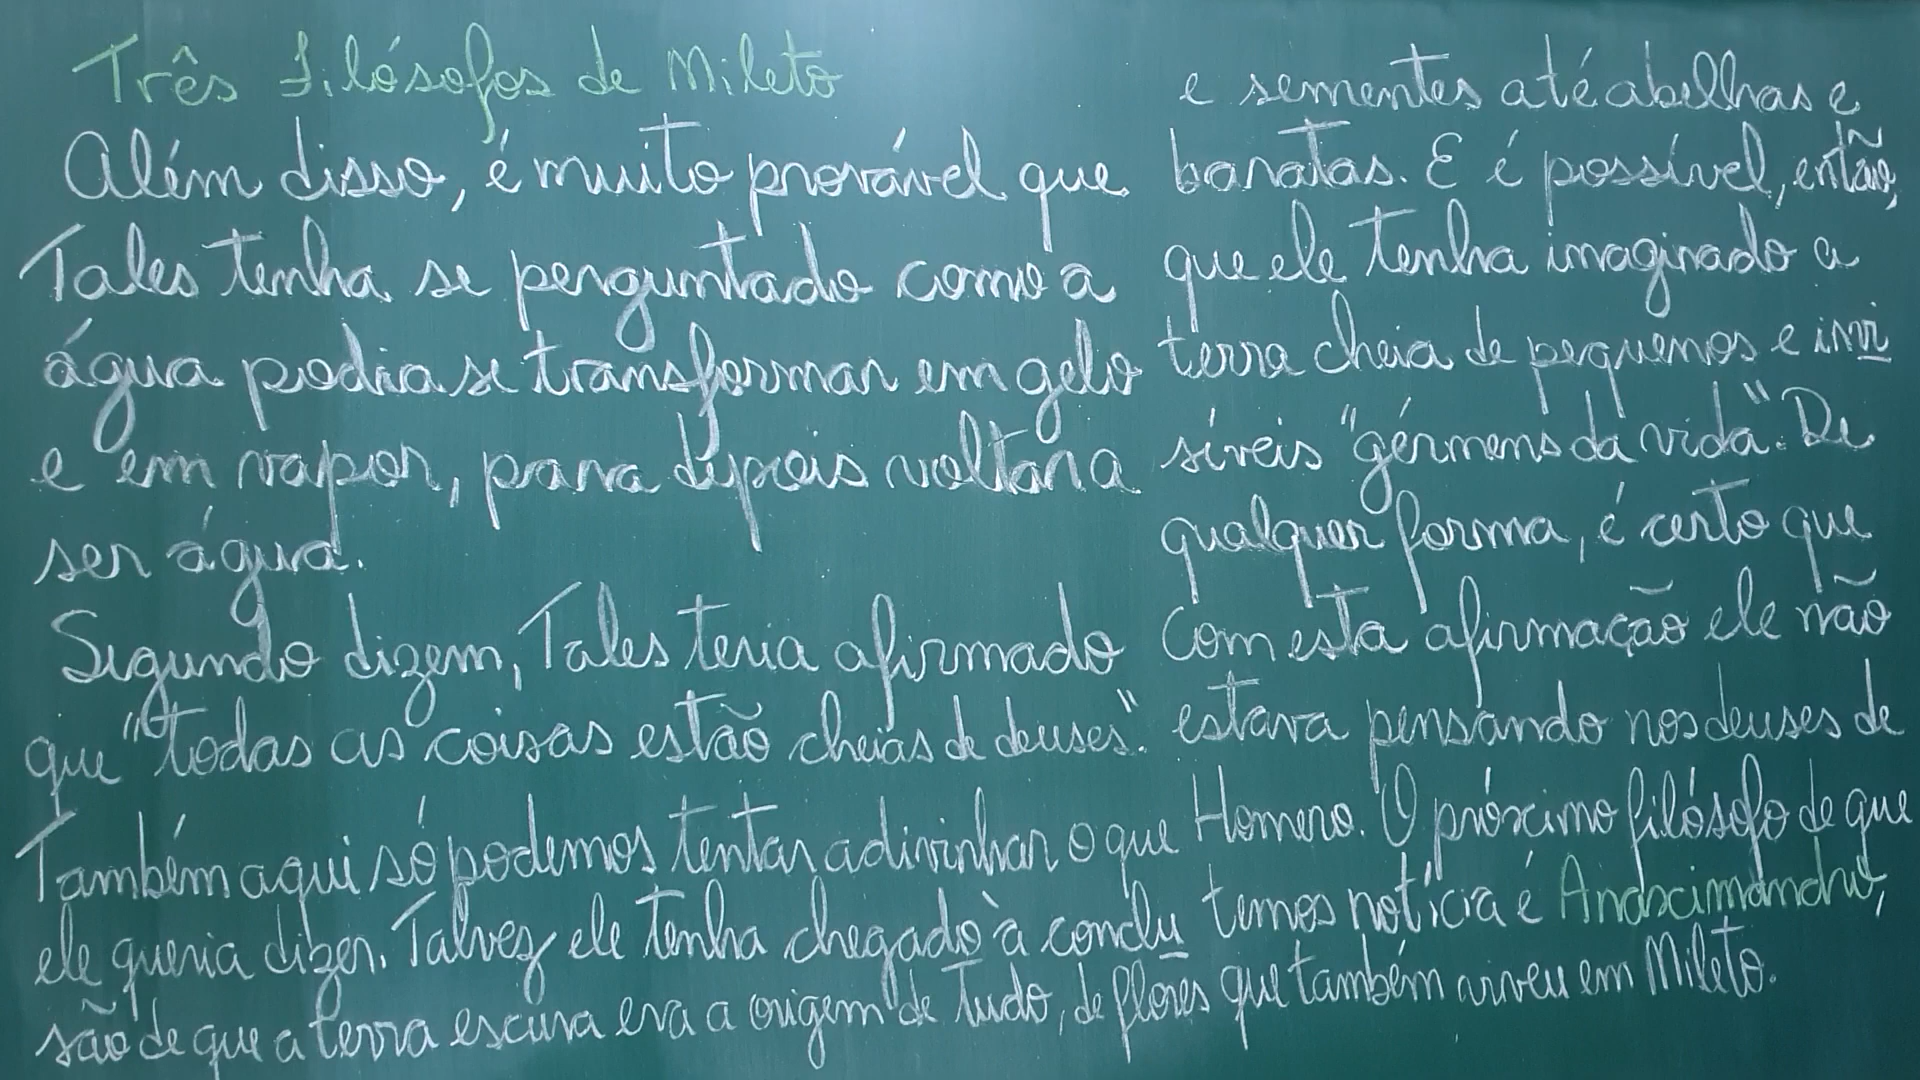 Três Filósofos de Mileto
Além disso, é muito provável que
Tales tenha se perguntado como a
água podia se transformar em gelo
e em vapor, para depois voltar a
ser água.
Segundo dizem, Tales teria afirmado
que "todas as coisas estão cheias de deuses".
Também aqui só podemos tentar adivinhar o que
ele queria dizer. Talvez ele tenha chegado à conclu
são de que a terra escura era a origem de tudo, de flores
e sementes até abelhas e
baratas. E é possível, então,
que ele tenha imaginado a
terra cheia de pequenos e invi
síveis "gérmens da vida". De
qualquer forma, é certo que
com esta afirmação ele não
estava pensando nos deuses de
Homero. O próximo filósofo de que
temos notícia é Anaximandro,
que também viveu em Mileto.